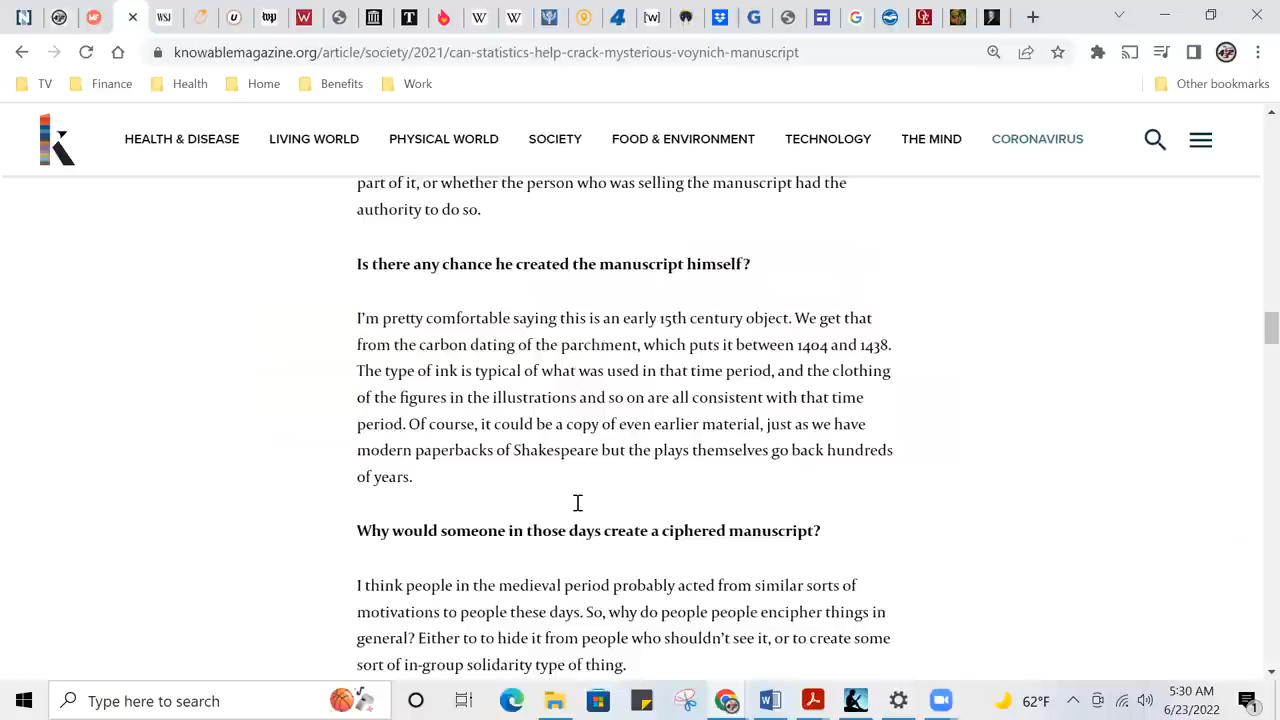 knowablemagazine.org/article/society/2021/can-statistics-help-crack-mysterious-voynich-manuscript
TV Finance Health Home Benefits Work Other bookmarks
HEALTH & DISEASE LIVING WORLD PHYSICAL WORLD SOCIETY FOOD & ENVIRONMENT TECHNOLOGY THE MIND CORONAVIRUS
part of it, or whether the person who was selling the manuscript had the
authority to do so.
Is there any chance he created the manuscript himself?
I’m pretty comfortable saying this is an early 15th century object. We get that
from the carbon dating of the parchment, which puts it between 1404 and 1438.
The type of ink is typical of what was used in that time period, and the clothing
of the figures in the illustrations and so on are all consistent with that time
period. Of course, it could be a copy of even earlier material, just as we have
modern paperbacks of Shakespeare but the plays themselves go back hundreds
of years.
Why would someone in those days create a ciphered manuscript?
I think people in the medieval period probably acted from similar sorts of
motivations to people these days. So, why do people people encipher things in
general? Either to to hide it from people who shouldn’t see it, or to create some
sort of in-group solidarity type of thing.
Type here to search
62°F
5:30 AM
6/23/2022